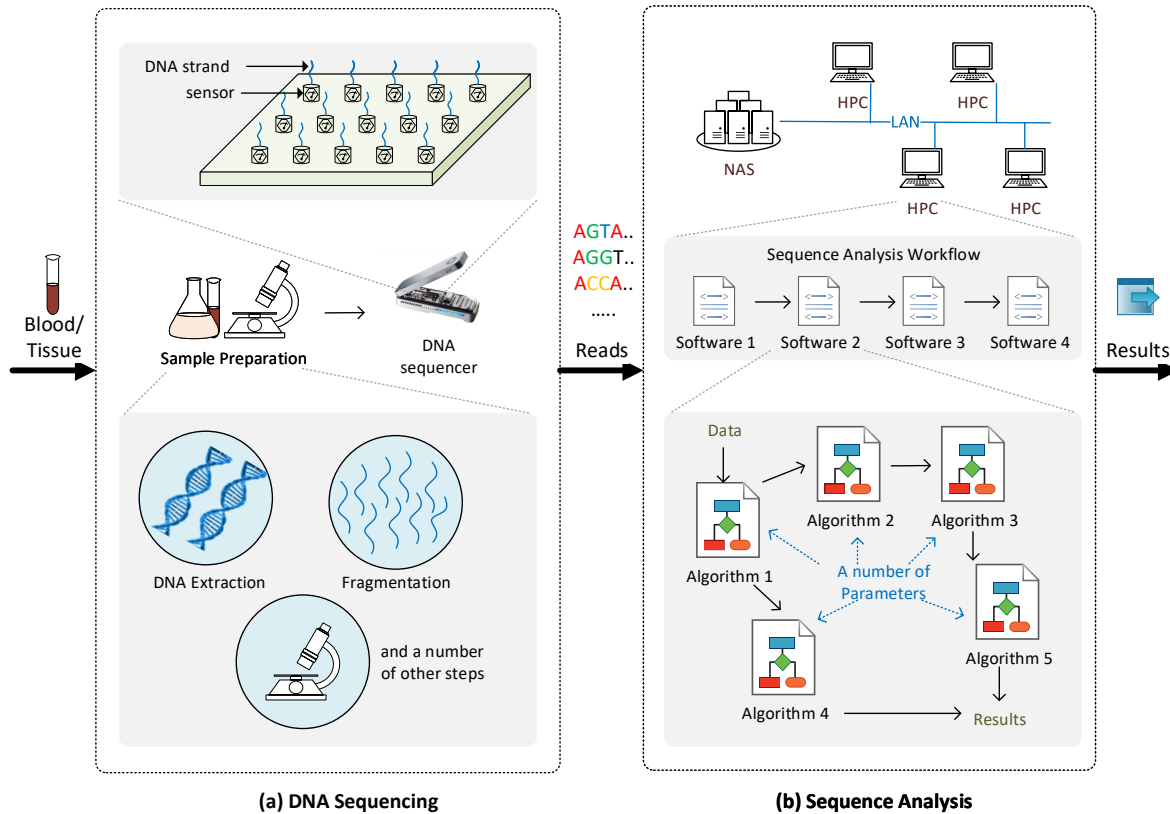 DNA strand
sensor
Blood/
Tissue
Sample Preparation
DNA
sequencer
DNA Extraction
Fragmentation
and a number
of other steps
(a) DNA Sequencing
AGTA..
AGGT..
ACCA..
.....
Reads
HPC
HPC
LAN
NAS
HPC
HPC
Sequence Analysis Workflow
Software 1
Software 2
Software 3
Software 4
Data
Algorithm 1
Algorithm 2
Algorithm 3
A number of
Parameters
Algorithm 4
Algorithm 5
Results
(b) Sequence Analysis
Results